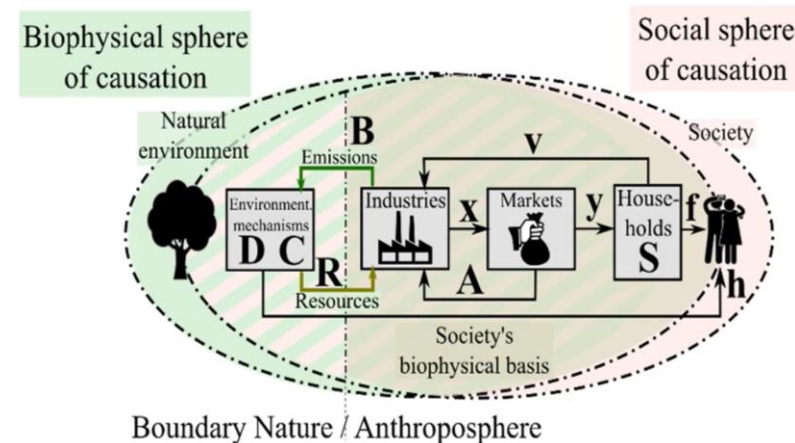 Biophysical sphere
of causation
Social sphere
of causation
Natural
environment
Society
B
Emissions
v
Environment.
mechanisms
D C
Industries
x
Markets
y
House-
holds
S
f
R
Resources
A
h
Society's
biophysical basis
Boundary Nature / Anthroposphere